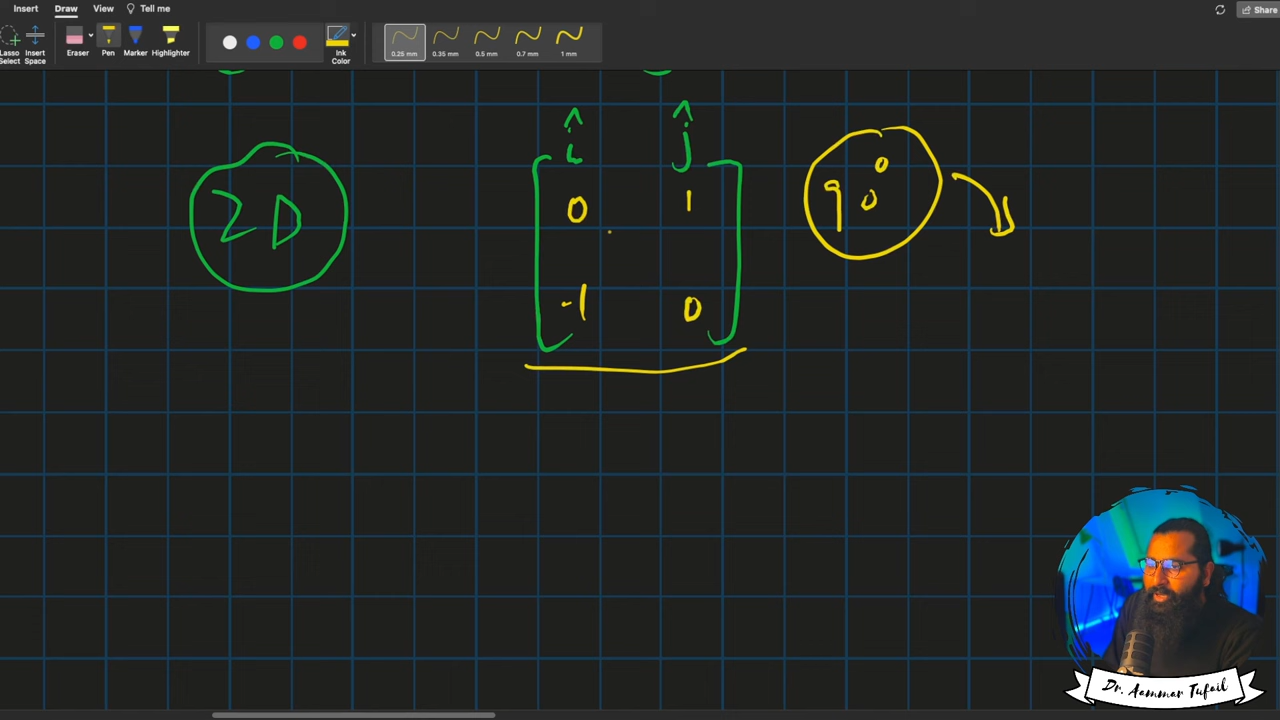 Insert Draw View Tell me
Share
Lasso Select
Insert Space
Eraser
Pen
Marker
Highlighter
Ink Color
0.25 mm
0.35 mm
0.5 mm
0.7 mm
1 mm
2D
î ĵ
0 1
-1 0
90°
Dr. Aammar Tufail